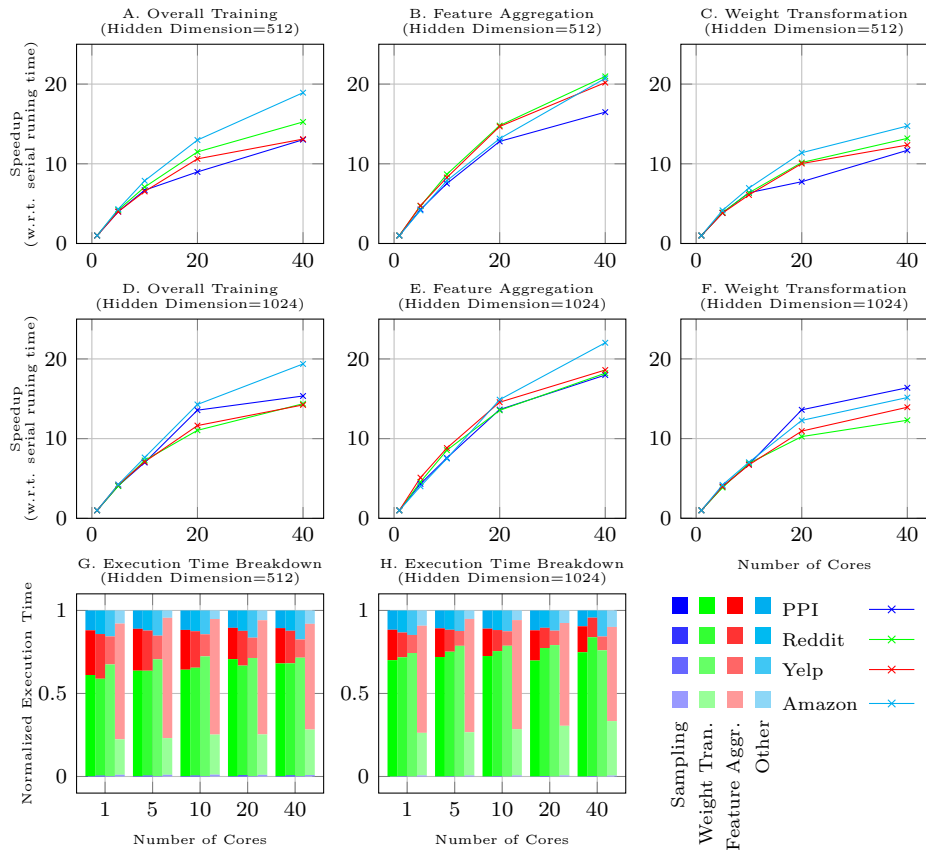 A. Overall Training
(Hidden Dimension=512)
B. Feature Aggregation
(Hidden Dimension=512)
C. Weight Transformation
(Hidden Dimension=512)
Speedup
(w.r.t. serial runing time)
20
10
0
0 20 40
20
10
0
0 20 40
20
10
0
0 20 40
D. Overall Training
(Hidden Dimension=1024)
E. Feature Aggregation
(Hidden Dimension=1024)
F. Weight Transformation
(Hidden Dimension=1024)
Speedup
(w.r.t. serial runing time)
20
10
0
0 20 40
20
10
0
0 20 40
20
10
0
0 20 40
Number of Cores
G. Execution Time Breakdown
(Hidden Dimension=512)
H. Execution Time Breakdown
(Hidden Dimension=1024)
Normalized Execution Time
1
0.5
0
1 5 10 20 40
Number of Cores
1
0.5
0
1 5 10 20 40
Number of Cores
PPI
Reddit
Yelp
Amazon
Sampling
Weight Tran.
Feature Aggr.
Other